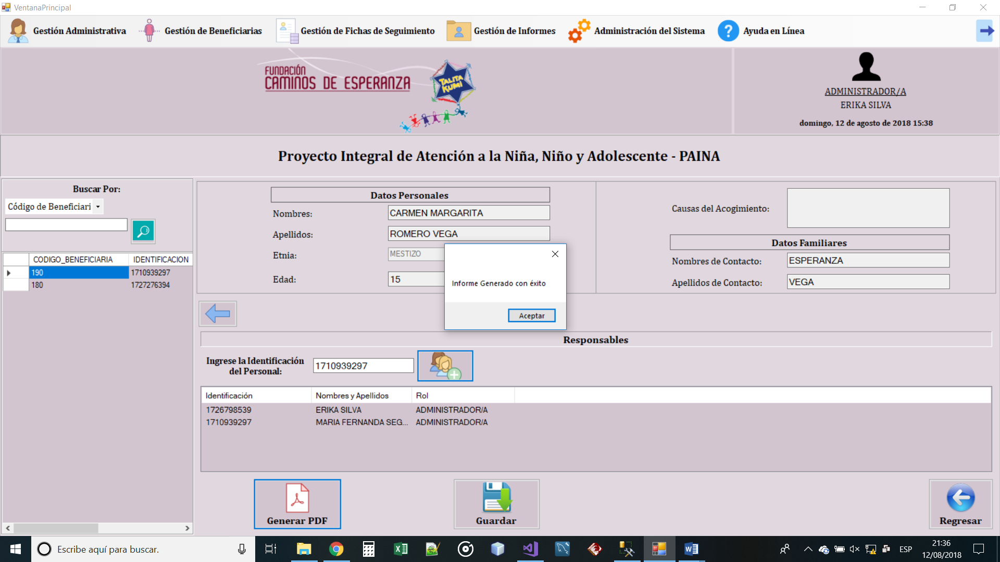 VentanaPrincipal
Gestión Administrativa
Gestión de Beneficiarias
Gestión de Fichas de Seguimiento
Gestión de Informes
Administración del Sistema
Ayuda en Línea
FUNDACIÓN
CAMINOS DE ESPERANZA
TALITA
KUMI
ADMINISTRADOR/A
ERIKA SILVA
domingo, 12 de agosto de 2018 15:38
Proyecto Integral de Atención a la Niña, Niño y Adolescente - PAINA
Buscar Por:
Código de Beneficiari
CODIGO_BENEFICIARIA IDENTIFICACION
190 1710939297
180 1727276394
Datos Personales
Nombres: CARMEN MARGARITA
Apellidos: ROMERO VEGA
Etnia: MESTIZO
Edad: 15
Causas del Acogimiento:
Datos Familiares
Nombres de Contacto: ESPERANZA
Apellidos de Contacto: VEGA
Informe Generado con éxito
Aceptar
Responsables
Ingrese la Identificación
del Personal:
1710939297
Identificación Nombres y Apellidos Rol
1726798539 ERIKA SILVA ADMINISTRADOR/A
1710939297 MARIA FERNANDA SEG... ADMINISTRADOR/A
Generar PDF
Guardar
Regresar
Escribe aquí para buscar.
ESP
21:36
12/08/2018